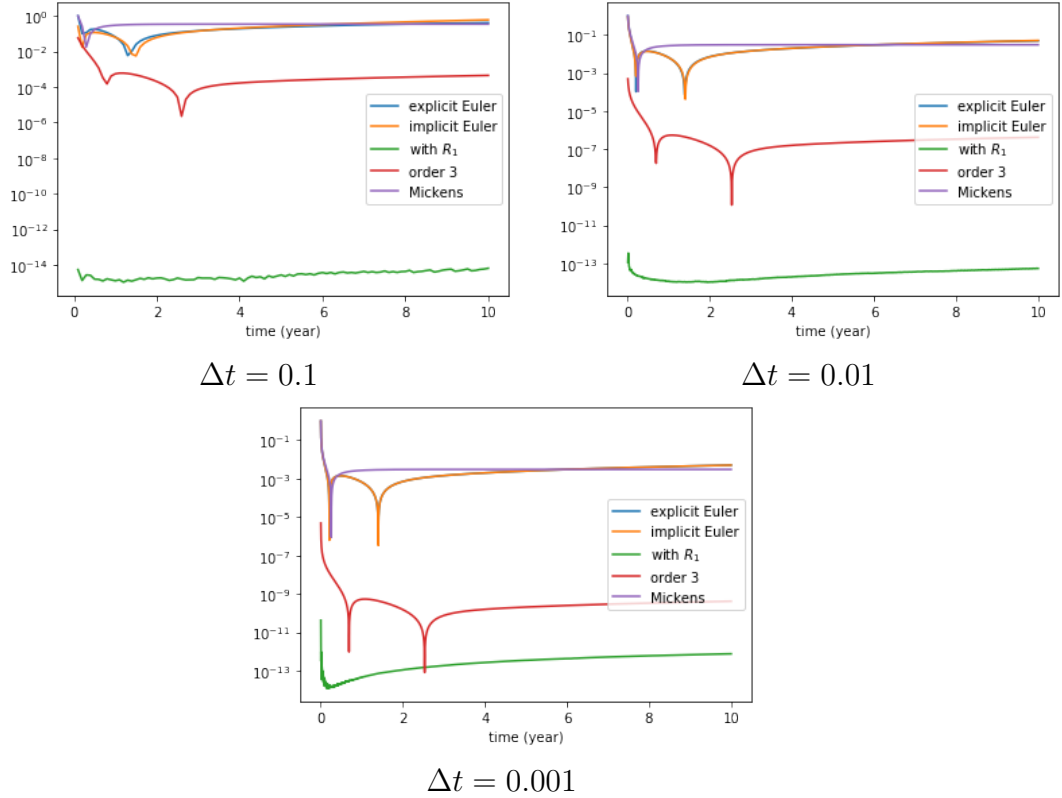 10⁰
10⁻²
10⁻⁴
10⁻⁶
10⁻⁸
10⁻¹⁰
10⁻¹²
10⁻¹⁴
explicit Euler
implicit Euler
with R₁
order 3
Mickens
0 2 4 6 8 10
time (year)
Δt = 0.1
10⁻¹
10⁻³
10⁻⁵
10⁻⁷
10⁻⁹
10⁻¹¹
10⁻¹³
explicit Euler
implicit Euler
with R₁
order 3
Mickens
0 2 4 6 8 10
time (year)
Δt = 0.01
10⁻¹
10⁻³
10⁻⁵
10⁻⁷
10⁻⁹
10⁻¹¹
10⁻¹³
explicit Euler
implicit Euler
with R₁
order 3
Mickens
0 2 4 6 8 10
time (year)
Δt = 0.001